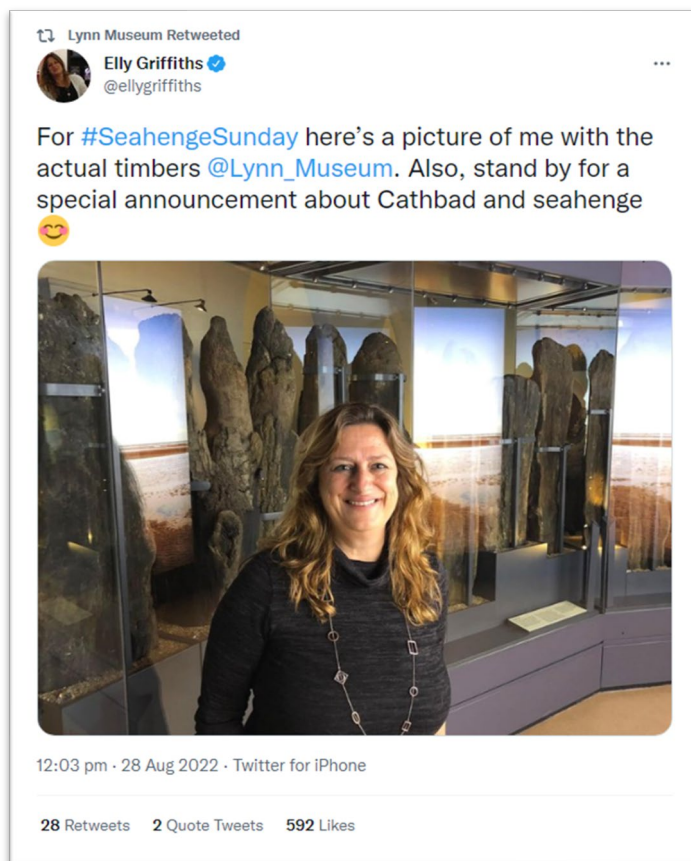 Lynn Museum Retweeted
Elly Griffiths
@ellygriffiths
For #SeahengeSunday here’s a picture of me with the
actual timbers @Lynn_Museum. Also, stand by for a
special announcement about Cathbad and seahenge
😊
12:03 pm · 28 Aug 2022 · Twitter for iPhone
28 Retweets 2 Quote Tweets 592 Likes